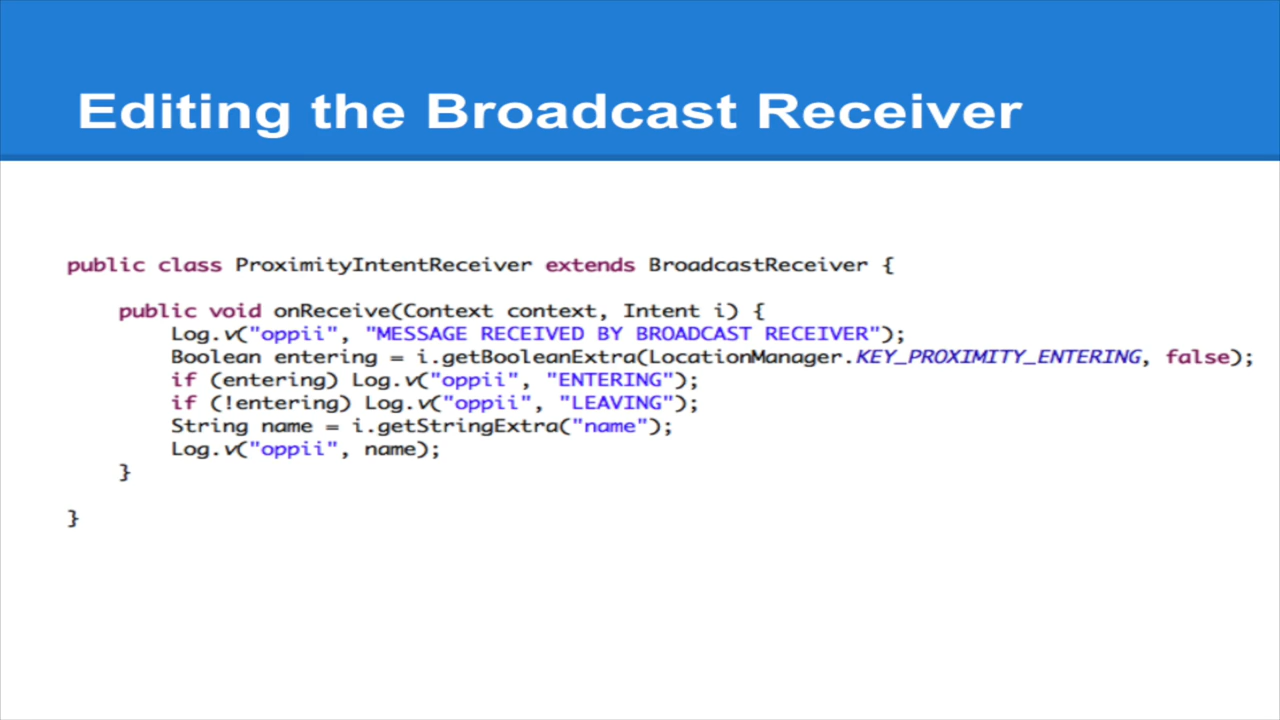 Editing the Broadcast Receiver
public class ProximityIntentReceiver extends BroadcastReceiver {
public void onReceive(Context context, Intent i) {
Log.v("oppii", "MESSAGE RECEIVED BY BROADCAST RECEIVER");
Boolean entering = i.getBooleanExtra(LocationManager.KEY_PROXIMITY_ENTERING, false);
if (entering) Log.v("oppii", "ENTERING");
if (!entering) Log.v("oppii", "LEAVING");
String name = i.getStringExtra("name");
Log.v("oppii", name);
}
}